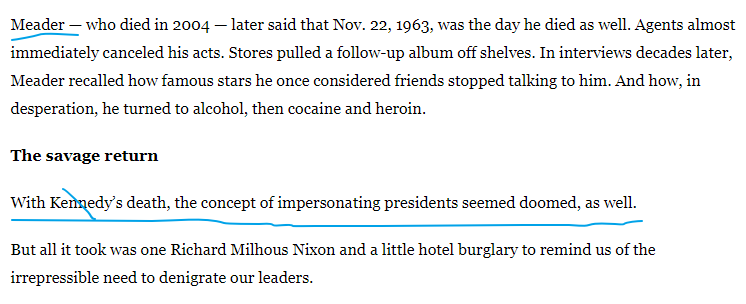 Meader — who died in 2004 — later said that Nov. 22, 1963, was the day he died as well. Agents almost
immediately canceled his acts. Stores pulled a follow-up album off shelves. In interviews decades later,
Meader recalled how famous stars he once considered friends stopped talking to him. And how, in
desperation, he turned to alcohol, then cocaine and heroin.
The savage return
With Kennedy's death, the concept of impersonating presidents seemed doomed, as well.
But all it took was one Richard Milhous Nixon and a little hotel burglary to remind us of the
irrepressible need to denigrate our leaders.